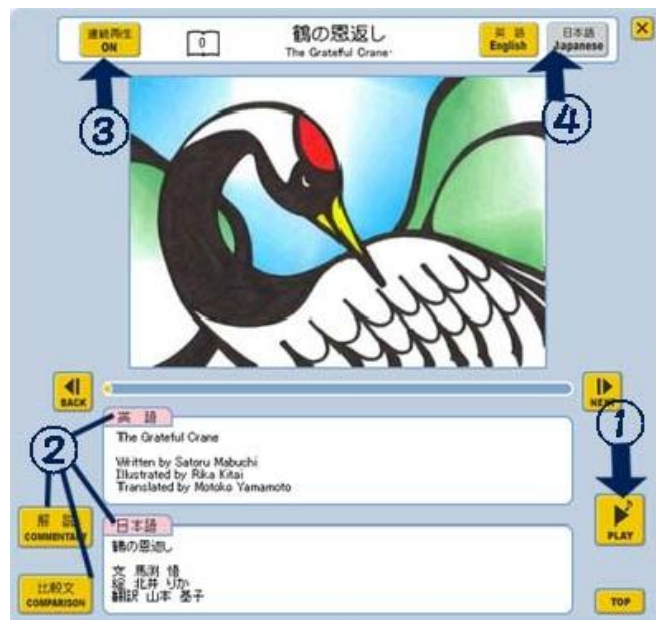 連続再生
ON
0
鶴の恩返し
The Grateful Crane
英語
English
日本語
Japanese
③
④
BACK
NEXT
①
②
英語
The Grateful Crane
Written by Satoru Mabuchi
Illustrated by Rika Kitai
Translated by Motoko Yamamoto
解説
COMMENTARY
PLAY
日本語
鶴の恩返し
文 馬渕 悟
絵 北井 りか
翻訳 山本 基子
比較文
COMPARISON
TOP